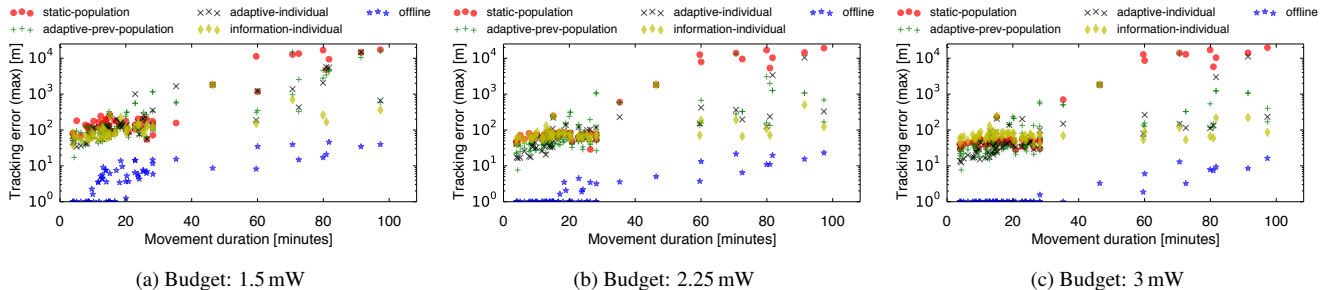 static-population adaptive-individual offline
adaptive-prev-population information-individual
Tracking error (max) [m]
10^4
10^3
10^2
10^1
10^0
0 20 40 60 80 100
Movement duration [minutes]
(a) Budget: 1.5 mW
static-population adaptive-individual offline
adaptive-prev-population information-individual
Tracking error (max) [m]
10^4
10^3
10^2
10^1
10^0
0 20 40 60 80 100
Movement duration [minutes]
(b) Budget: 2.25 mW
static-population adaptive-individual offline
adaptive-prev-population information-individual
Tracking error (max) [m]
10^4
10^3
10^2
10^1
10^0
0 20 40 60 80 100
Movement duration [minutes]
(c) Budget: 3 mW